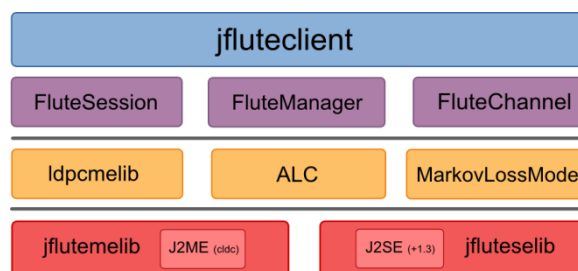 jfluteclient
FluteSession FluteManager FluteChannel
ldpcmelib ALC MarkovLossMode
jflutemelib J2ME (cldc) J2SE (+1.3) jfluteselib